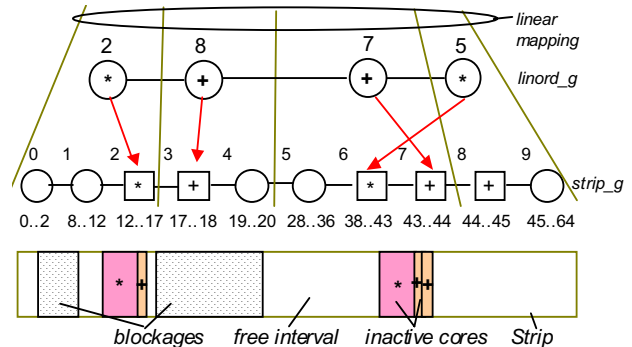 linear
mapping
2 8 7 5
* + + *
linord_g
0 1 2 3 4 5 6 7 8 9
* + * + +
strip_g
0..2 8..12 12..17 17..18 19..20 28..36 38..43 43..44 44..45 45..64
* + * + +
blockages free interval inactive cores Strip